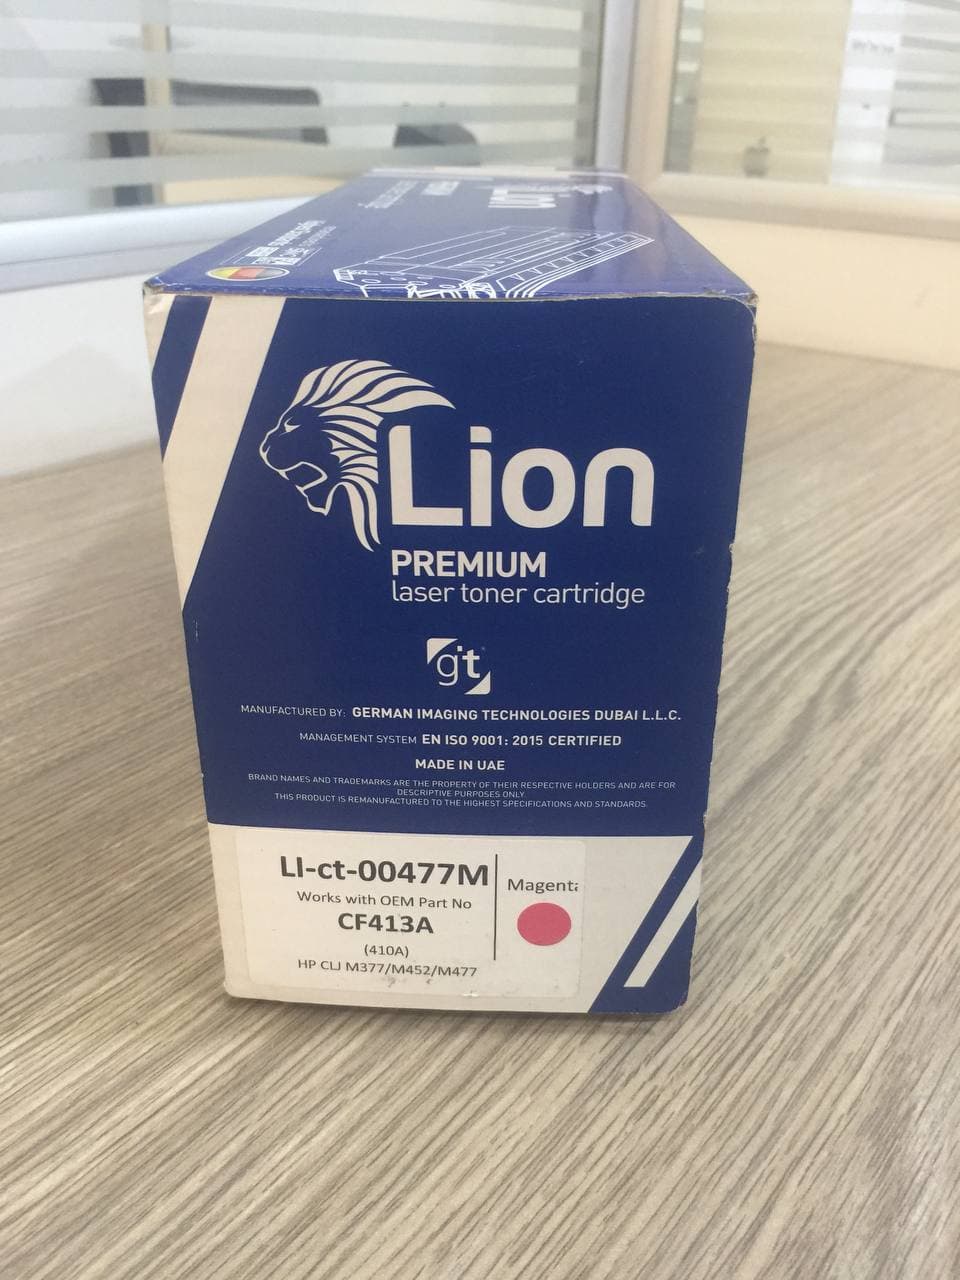 Lion
PREMIUM
laser toner cartridge
git
MANUFACTURED BY: GERMAN IMAGING TECHNOLOGIES DUBAI L.L.C.
MANAGEMENT SYSTEM EN ISO 9001: 2015 CERTIFIED
MADE IN UAE
BRAND NAMES AND TRADEMARKS ARE THE PROPERTY OF THEIR RESPECTIVE HOLDERS AND ARE FOR
DESCRIPTIVE PURPOSES ONLY.
THIS PRODUCT IS REMANUFACTURED TO THE HIGHEST SPECIFICATIONS AND STANDARDS.
LI-ct-00477M
Works with OEM Part No
CF413A
(410A)
HP CLJ M377/M452/M477
Magenta